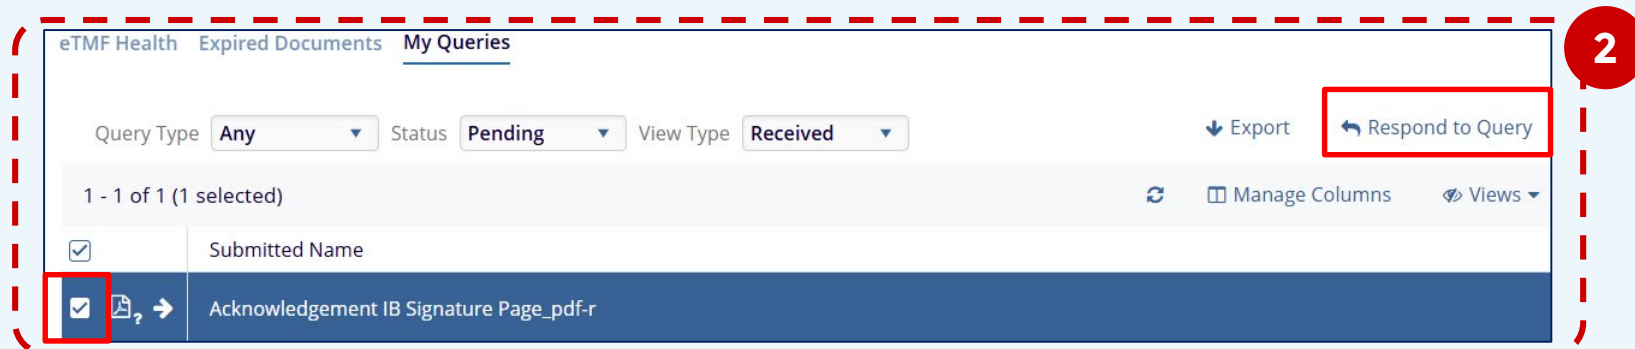 eTMF Health Expired Documents My Queries
2
Query Type Any Status Pending View Type Received Export Respond to Query
1 - 1 of 1 (1 selected) Manage Columns Views
Submitted Name
? Acknowledgement IB Signature Page_pdf-r